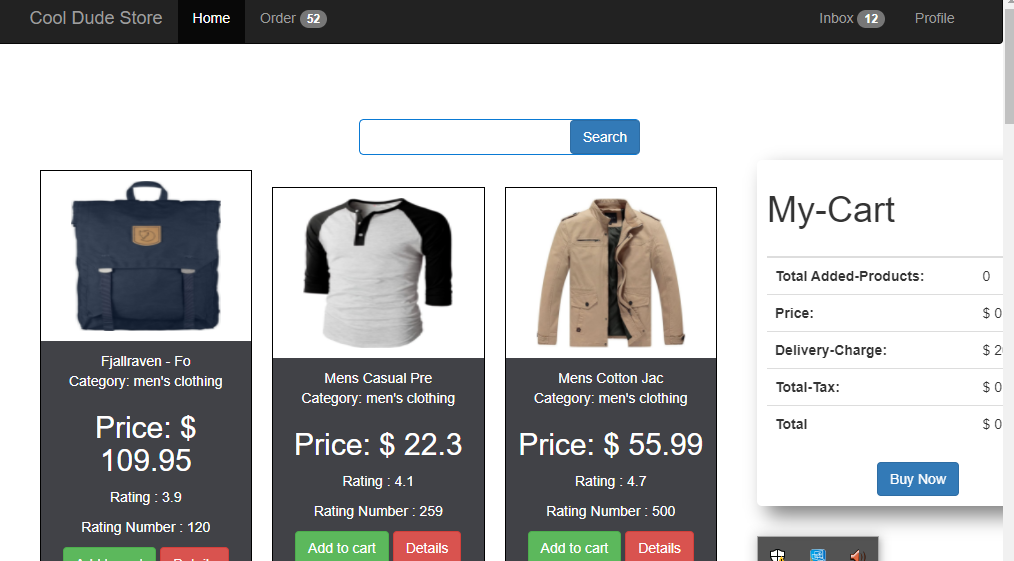 Cool Dude Store Home Order 52 Inbox 12 Profile
Search
Fjallraven - Fo
Category: men's clothing
Price: $
109.95
Rating : 3.9
Rating Number : 120
Add to cart Details
Mens Casual Pre
Category: men's clothing
Price: $ 22.3
Rating : 4.1
Rating Number : 259
Add to cart Details
Mens Cotton Jac
Category: men's clothing
Price: $ 55.99
Rating : 4.7
Rating Number : 500
Add to cart Details
My-Cart
Total Added-Products: 0
Price: $ 0
Delivery-Charge: $ 2
Total-Tax: $ 0
Total $ 0
Buy Now